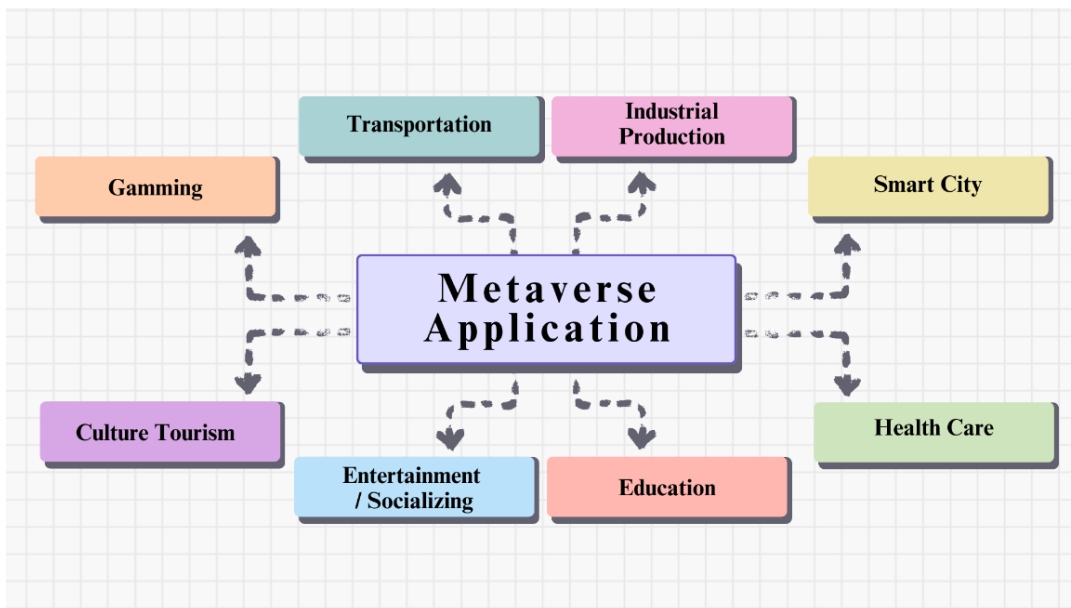 Transportation
Industrial
Production
Gamming
Smart City
Metaverse
Application
Culture Tourism
Health Care
Entertainment
/ Socializing
Education